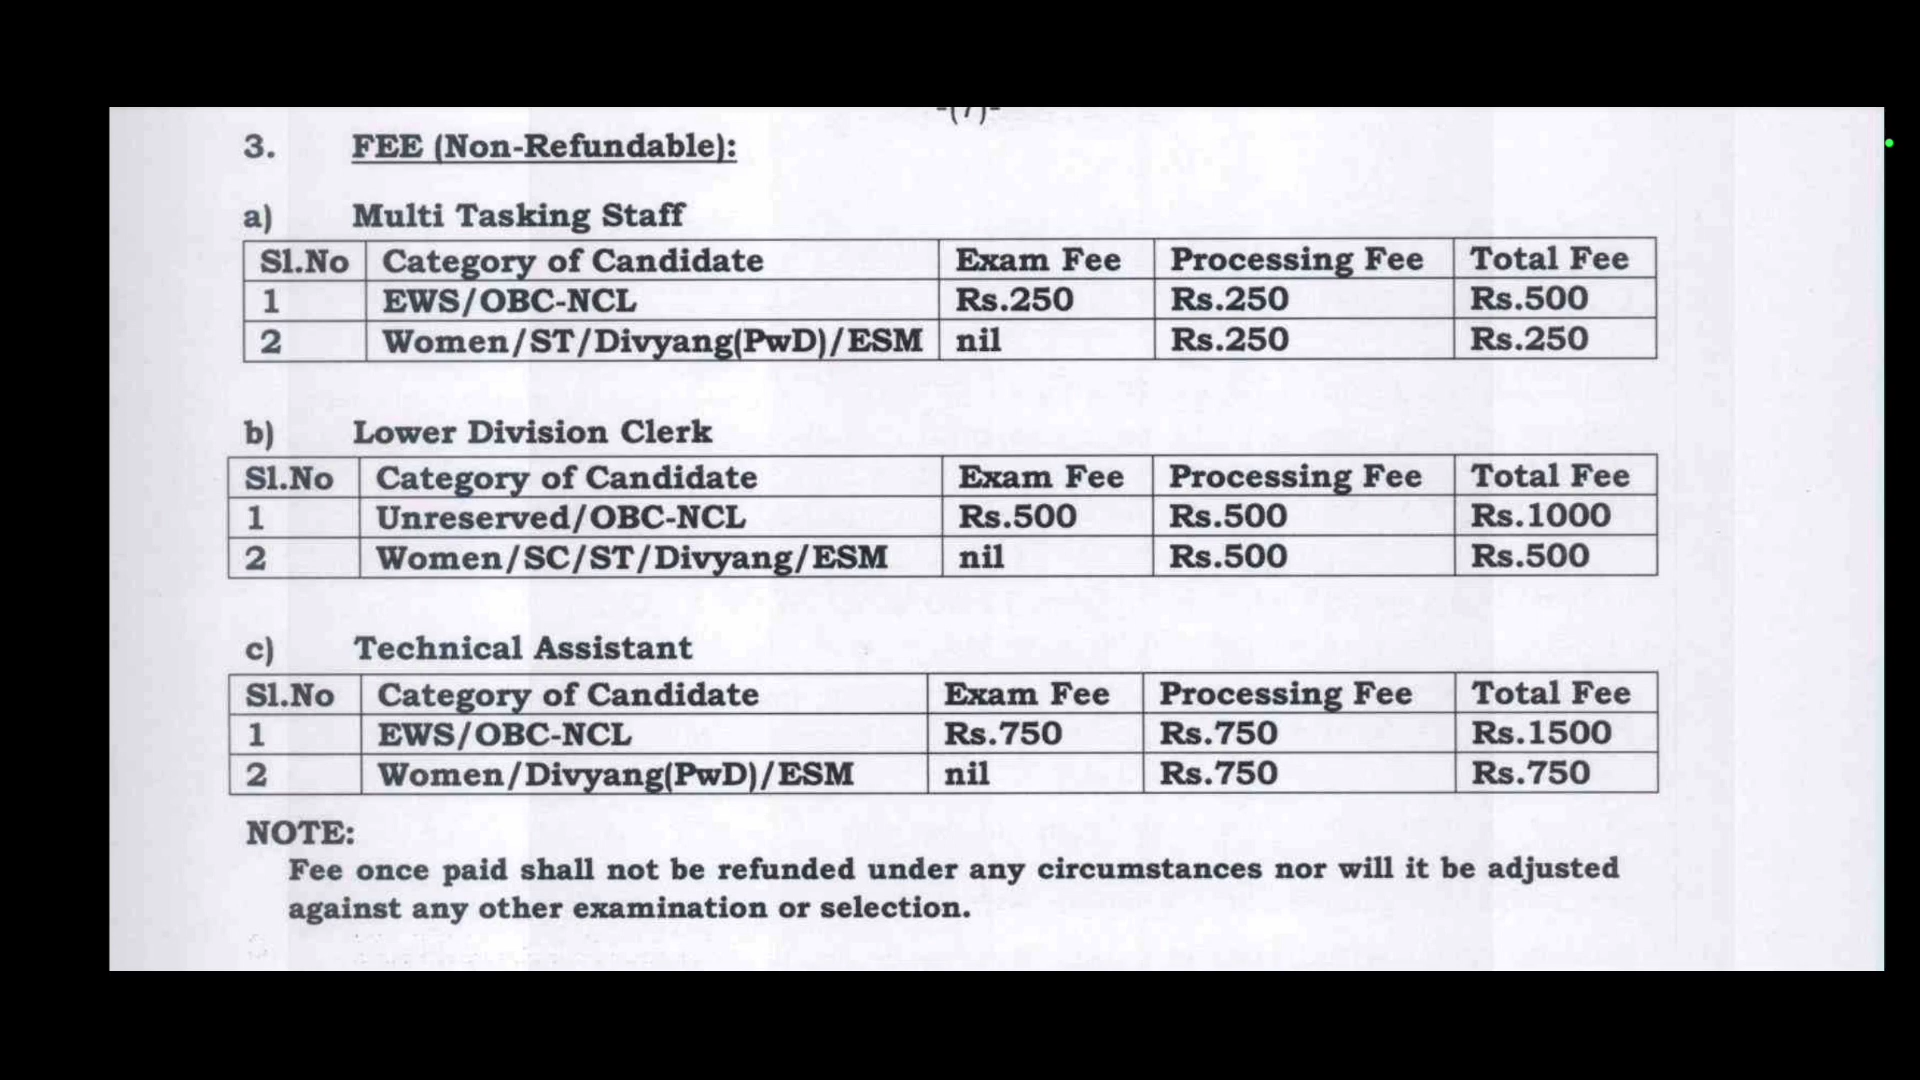 -(7)-
3. FEE (Non-Refundable):
a) Multi Tasking Staff
Sl.No Category of Candidate Exam Fee Processing Fee Total Fee
1 EWS/OBC-NCL Rs.250 Rs.250 Rs.500
2 Women/ST/Divyang(PwD)/ESM nil Rs.250 Rs.250
b) Lower Division Clerk
Sl.No Category of Candidate Exam Fee Processing Fee Total Fee
1 Unreserved/OBC-NCL Rs.500 Rs.500 Rs.1000
2 Women/SC/ST/Divyang/ESM nil Rs.500 Rs.500
c) Technical Assistant
Sl.No Category of Candidate Exam Fee Processing Fee Total Fee
1 EWS/OBC-NCL Rs.750 Rs.750 Rs.1500
2 Women/Divyang(PwD)/ESM nil Rs.750 Rs.750
NOTE:
Fee once paid shall not be refunded under any circumstances nor will it be adjusted
against any other examination or selection.